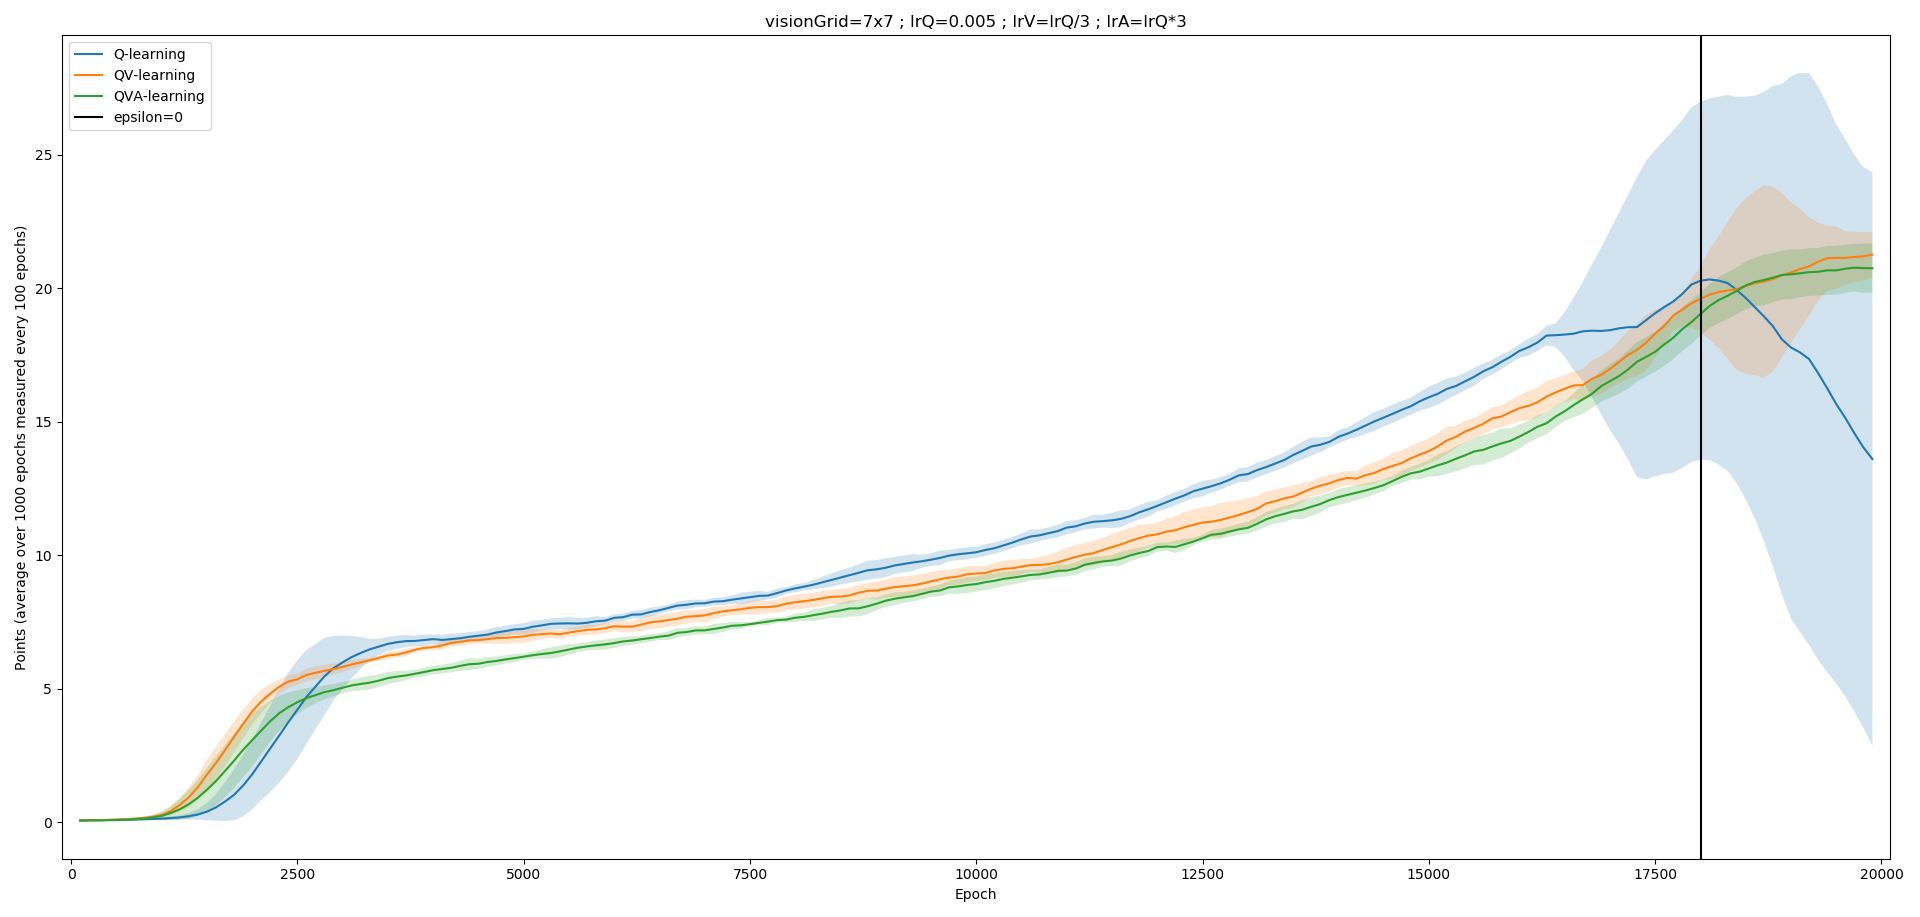 visionGrid=7x7 ; lrQ=0.005 ; lrV=lrQ/3 ; lrA=lrQ*3
Q-learning
QV-learning
QVA-learning
epsilon=0
Points (average over 1000 epochs measured every 100 epochs)
25
20
15
10
5
0
0
2500
5000
7500
10000
12500
15000
17500
20000
Epoch